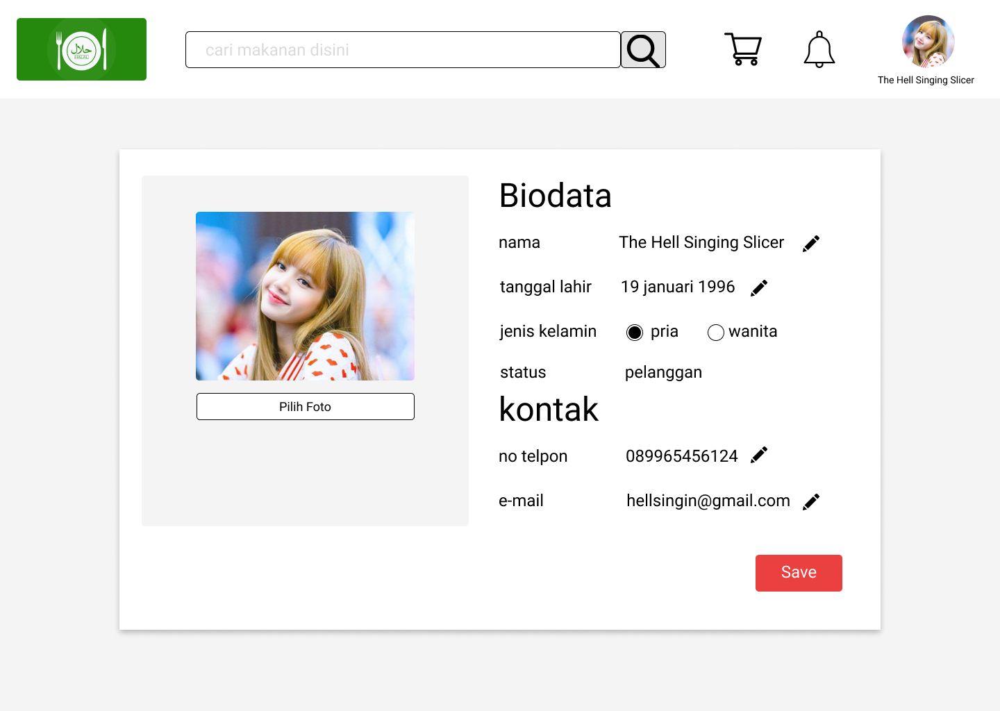 حلال
HALAL
cari makanan disini
The Hell Singing Slicer
Biodata
nama The Hell Singing Slicer
tanggal lahir 19 januari 1996
jenis kelamin pria wanita
status pelanggan
Pilih Foto
kontak
no telpon 089965456124
e-mail hellsingin@gmail.com
Save